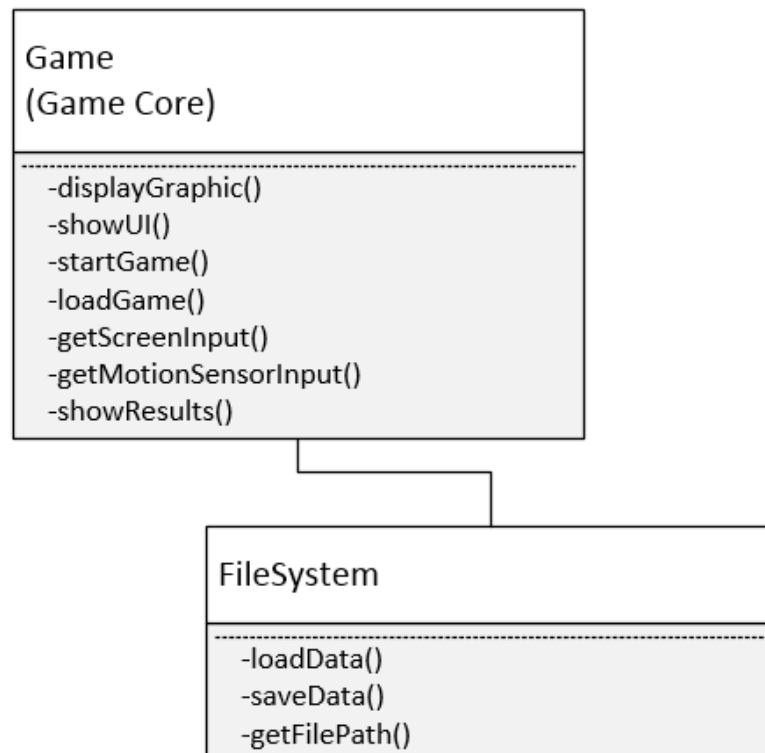 Game
(Game Core)
-displayGraphic()
-showUI()
-startGame()
-loadGame()
-getScreenInput()
-getMotionSensorInput()
-showResults()
FileSystem
-loadData()
-saveData()
-getFilePath()